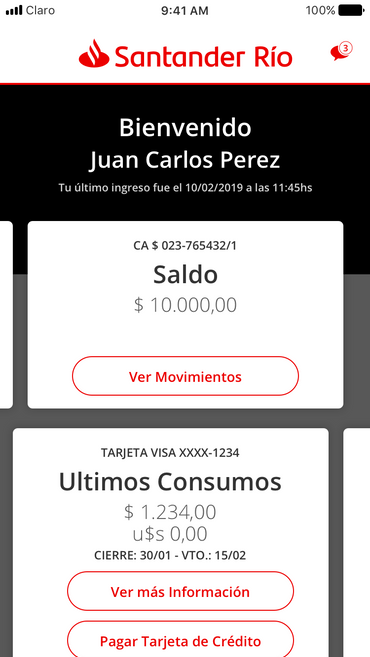 Claro 9:41 AM 100%
Santander Río
3
Bienvenido
Juan Carlos Perez
Tu último ingreso fue el 10/02/2019 a las 11:45hs
CA $ 023-765432/1
Saldo
$ 10.000,00
Ver Movimientos
TARJETA VISA XXXX-1234
Ultimos Consumos
$ 1.234,00
u$s 0,00
CIERRE: 30/01 - VTO.: 15/02
Ver más Información
Pagar Tarjeta de Crédito